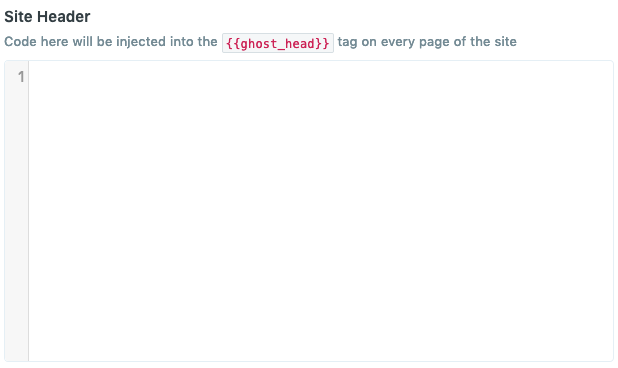 Site Header
Code here will be injected into the {{ghost_head}} tag on every page of the site
1